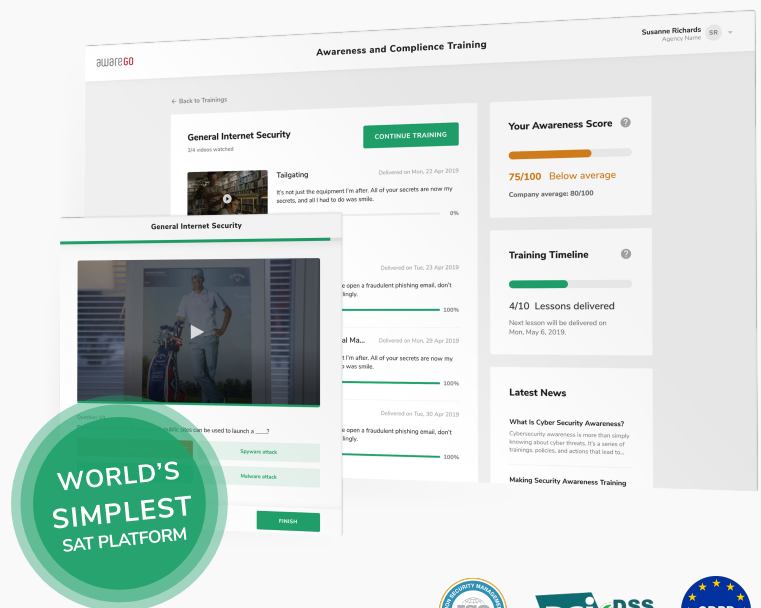 awareGO
Awareness and Complience Training
Susanne Richards
Agency Name
SR
← Back to Trainings
General Internet Security
3/4 videos watched
CONTINUE TRAINING
Tailgating
Delivered on Mon, 22 Apr 2019
It's not just the equipment I'm after. All of your secrets are now my
secrets, and all I had to do was smile.
0%
Delivered on Tue, 23 Apr 2019
e open a fraudulent phishing email, don't
lingly.
100%
al Ma...
Delivered on Mon, 29 Apr 2019
t I'm after. All of your secrets are now my
was smile.
100%
Delivered on Tue, 30 Apr 2019
e open a fraudulent phishing email, don't
lingly.
100%
Your Awareness Score
?
75/100 Below average
Company average: 80/100
Training Timeline
?
4/10 Lessons delivered
Next lesson will be delivered on
Mon, May 6, 2019.
Latest News
What Is Cyber Security Awareness?
Cybersecurity awareness is more than simply
knowing about cyber threats. It's a series of
trainings, policies, and actions that lead to...
Making Security Awareness Training
General Internet Security
can be used to launch a ____?
Spyware attack
Malware attack
FINISH
WORLD'S
SIMPLEST
SAT PLATFORM
SECURITY
DSS